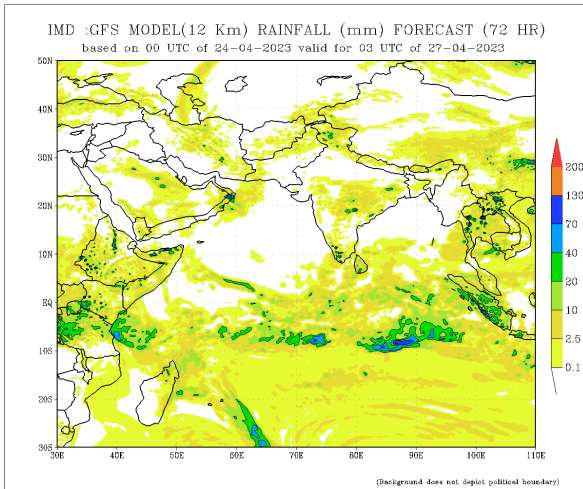 IMD :GFS MODEL(12 Km) RAINFALL (mm) FORECAST (72 HR)
based on 00 UTC of 24-04-2023 valid for 03 UTC of 27-04-2023
50N
40N
30N
20N
10N
EQ
10S
20S
30S
30E 40E 50E 60E 70E 80E 90E 100E 110E
200
130
70
40
20
10
2.5
0.1
(Background does not depict political boundary)